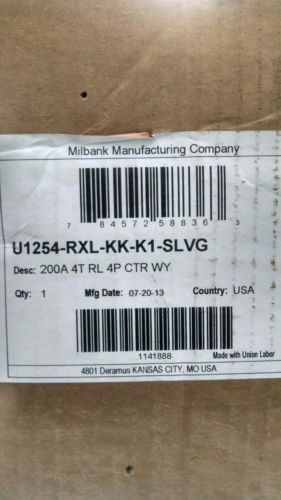 Milbank Manufacturing Company
7 84572 58836 3
U1254-RXL-KK-K1-SLVG
Desc: 200A 4T RL 4P CTR WY
Qty: 1 Mfg Date: 07-20-13 Country: USA
1141888
Made with Union Labor
4801 Deramus KANSAS CITY, MO USA